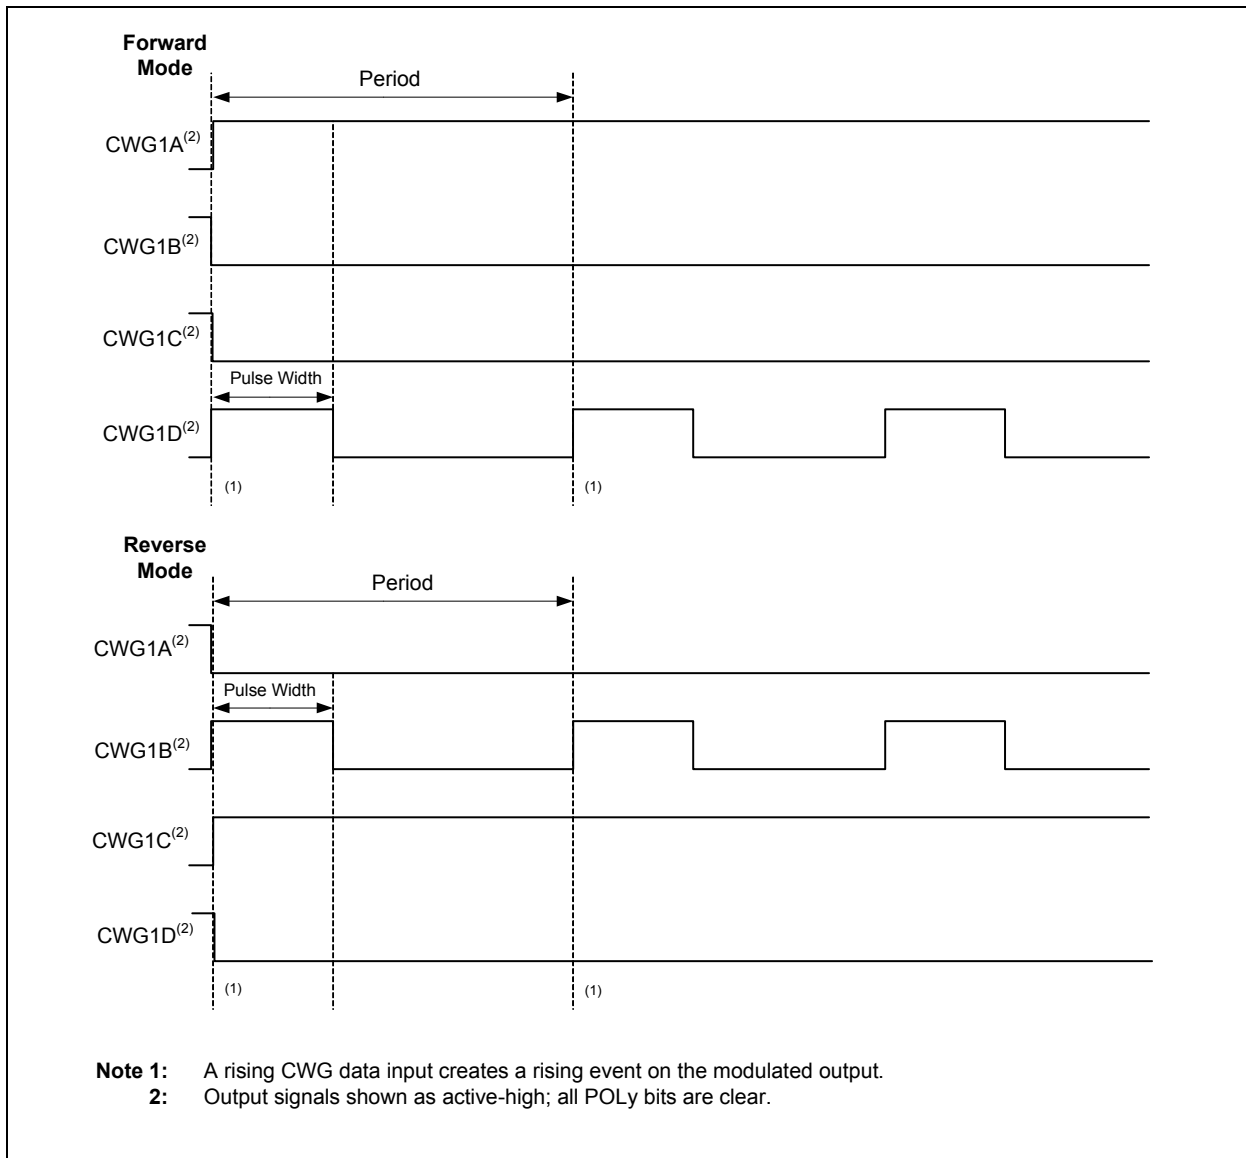 Forward
Mode
Period
CWG1A(2)
CWG1B(2)
CWG1C(2)
Pulse Width
CWG1D(2)
(1) (1)
Reverse
Mode
Period
CWG1A(2)
Pulse Width
CWG1B(2)
CWG1C(2)
CWG1D(2)
(1) (1)
Note 1: A rising CWG data input creates a rising event on the modulated output.
2: Output signals shown as active-high; all POLy bits are clear.